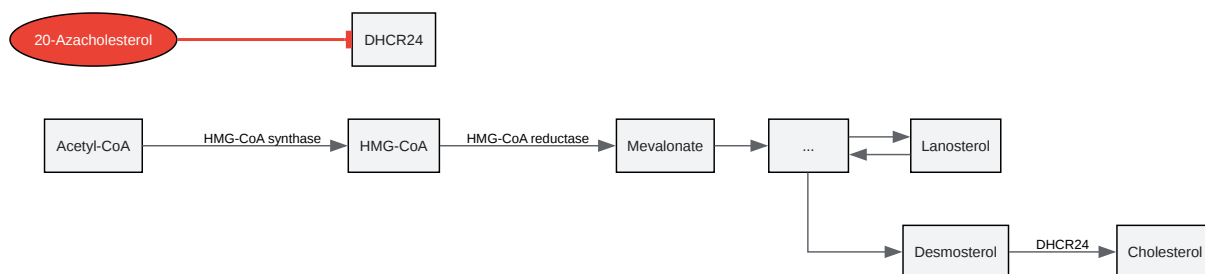 20-Azacholesterol
DHCR24
Acetyl-CoA
HMG-CoA synthase
HMG-CoA
HMG-CoA reductase
Mevalonate
...
Lanosterol
Desmosterol
DHCR24
Cholesterol